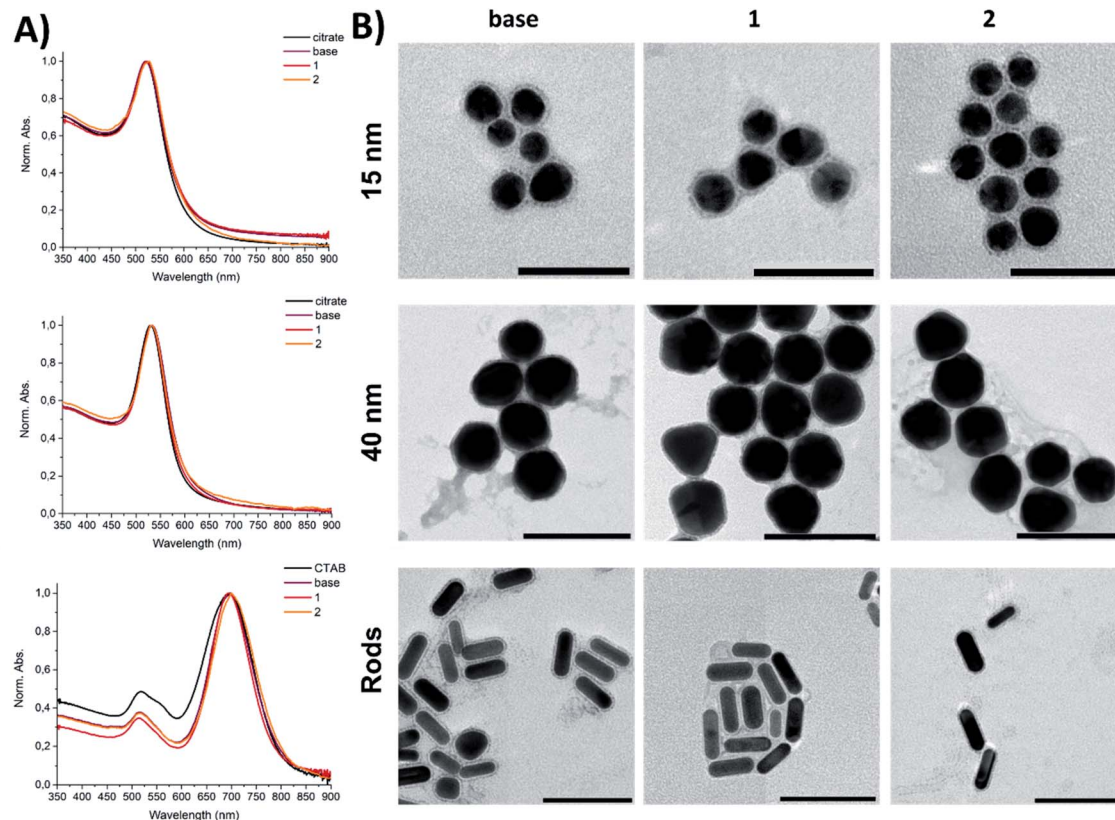 A)
citrate
base
1
2
1,0
0,8
0,6
0,4
0,2
0,0
Norm. Abs.
350 400 450 500 550 600 650 700 750 800 850 900
Wavelength (nm)
citrate
base
1
2
1,0
0,8
0,6
0,4
0,2
0,0
Norm. Abs.
350 400 450 500 550 600 650 700 750 800 850 900
Wavelength (nm)
CTAB
base
1
2
1,0
0,8
0,6
0,4
0,2
0,0
Norm. Abs.
350 400 450 500 550 600 650 700 750 800 850 900
Wavelength (nm)
B)
base 1 2
15 nm
40 nm
Rods